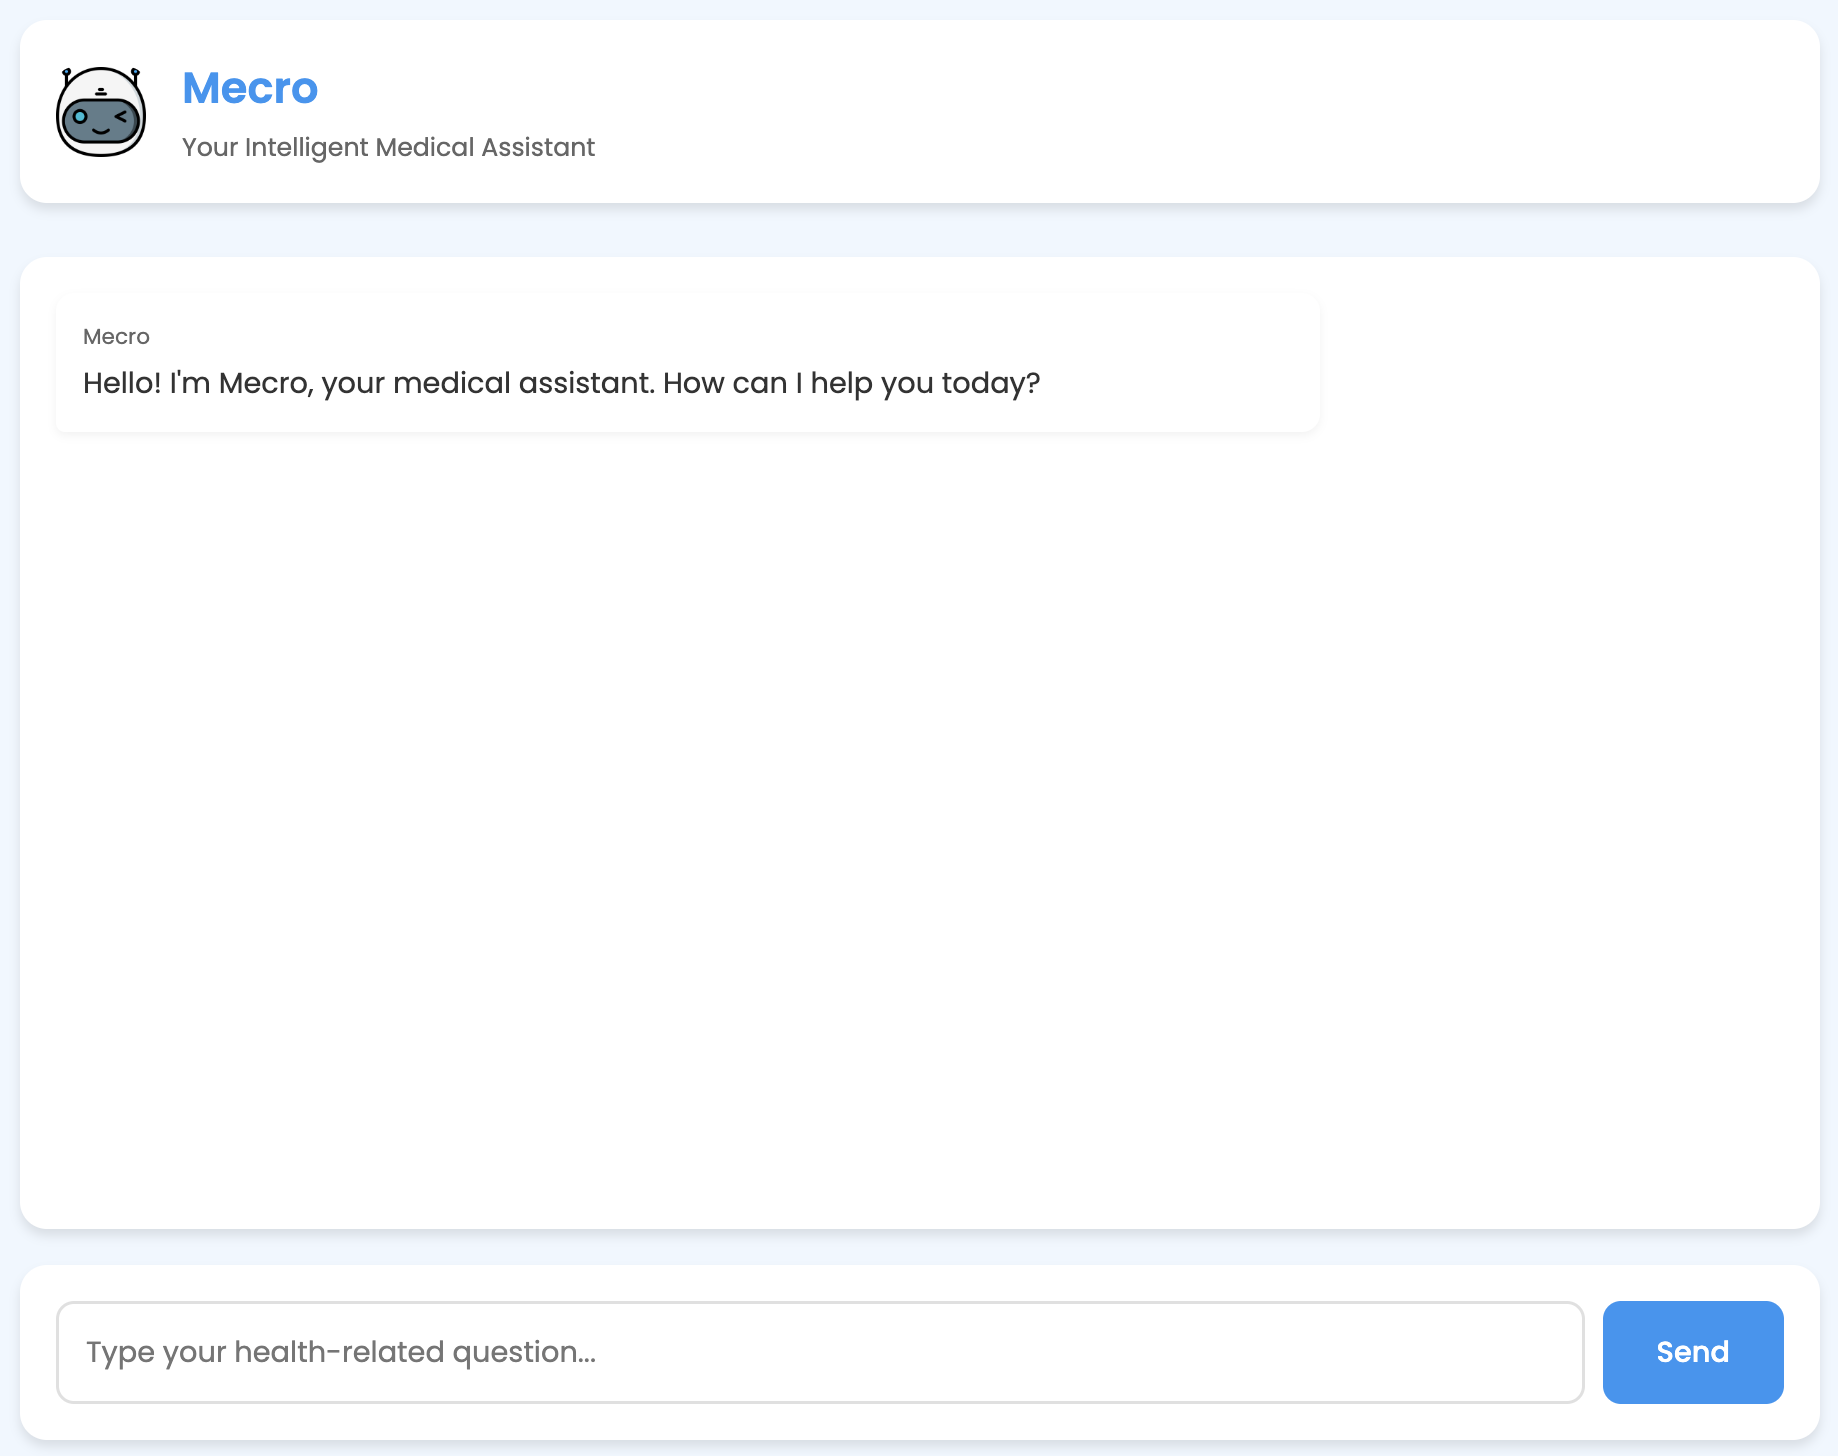 Mecro
Your Intelligent Medical Assistant
Mecro
Hello! I'm Mecro, your medical assistant. How can I help you today?
Type your health-related question...
Send